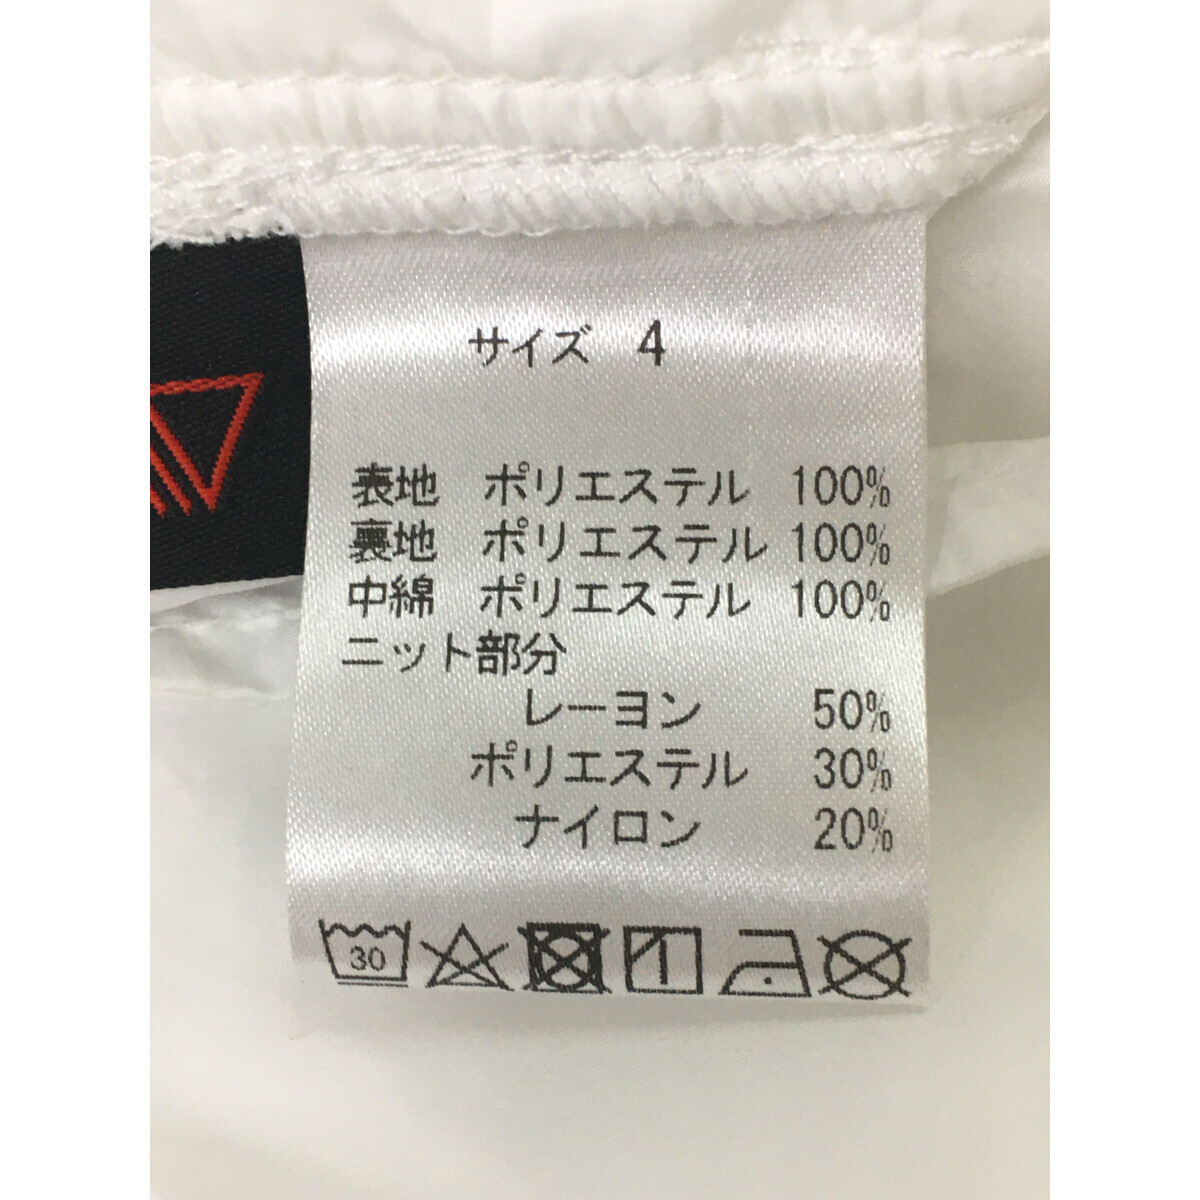 サイズ 4
表地 ポリエステル 100%
裏地 ポリエステル 100%
中綿 ポリエステル 100%
ニット部分
レーヨン 50%
ポリエステル 30%
ナイロン 20%
30